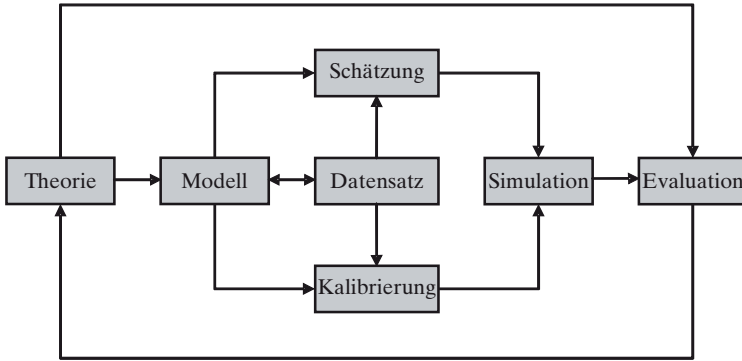 Schätzung
Theorie
Modell
Datensatz
Simulation
Evaluation
Kalibrierung